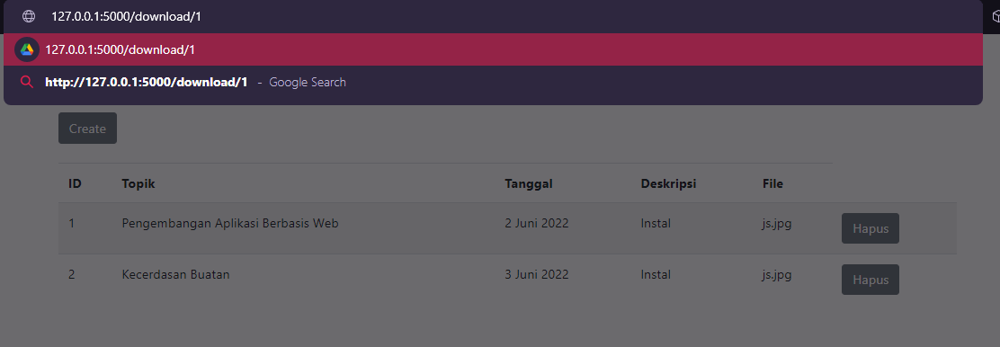 127.0.0.1:5000/download/1
127.0.0.1:5000/download/1
http://127.0.0.1:5000/download/1 - Google Search
Create
ID Topik Tanggal Deskripsi File
1 Pengembangan Aplikasi Berbasis Web 2 Juni 2022 Instal js.jpg Hapus
2 Kecerdasan Buatan 3 Juni 2022 Instal js.jpg Hapus